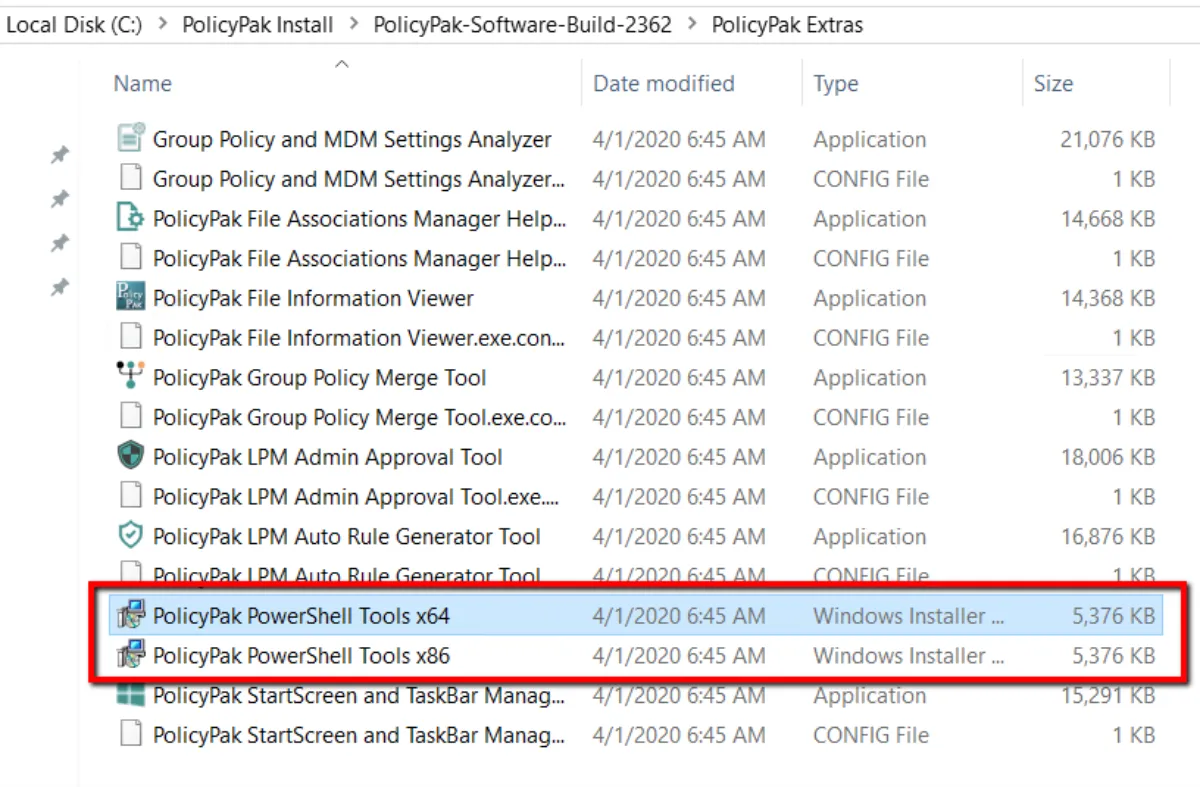 Local Disk (C:) > PolicyPak Install > PolicyPak-Software-Build-2362 > PolicyPak Extras
Name Date modified Type Size
Group Policy and MDM Settings Analyzer 4/1/2020 6:45 AM Application 21,076 KB
Group Policy and MDM Settings Analyzer... 4/1/2020 6:45 AM CONFIG File 1 KB
PolicyPak File Associations Manager Help... 4/1/2020 6:45 AM Application 14,668 KB
PolicyPak File Associations Manager Help... 4/1/2020 6:45 AM CONFIG File 1 KB
Policy Pak PolicyPak File Information Viewer 4/1/2020 6:45 AM Application 14,368 KB
PolicyPak File Information Viewer.exe.con... 4/1/2020 6:45 AM CONFIG File 1 KB
PolicyPak Group Policy Merge Tool 4/1/2020 6:45 AM Application 13,337 KB
PolicyPak Group Policy Merge Tool.exe.co... 4/1/2020 6:45 AM CONFIG File 1 KB
PolicyPak LPM Admin Approval Tool 4/1/2020 6:45 AM Application 18,006 KB
PolicyPak LPM Admin Approval Tool.exe.... 4/1/2020 6:45 AM CONFIG File 1 KB
PolicyPak LPM Auto Rule Generator Tool 4/1/2020 6:45 AM Application 16,876 KB
PolicyPak LPM Auto Rule Generator Tool 4/1/2020 6:45 AM CONFIG File 1 KB
PolicyPak PowerShell Tools x64 4/1/2020 6:45 AM Windows Installer ... 5,376 KB
PolicyPak PowerShell Tools x86 4/1/2020 6:45 AM Windows Installer ... 5,376 KB
PolicyPak StartScreen and TaskBar Manag... 4/1/2020 6:45 AM Application 15,291 KB
PolicyPak StartScreen and TaskBar Manag... 4/1/2020 6:45 AM CONFIG File 1 KB